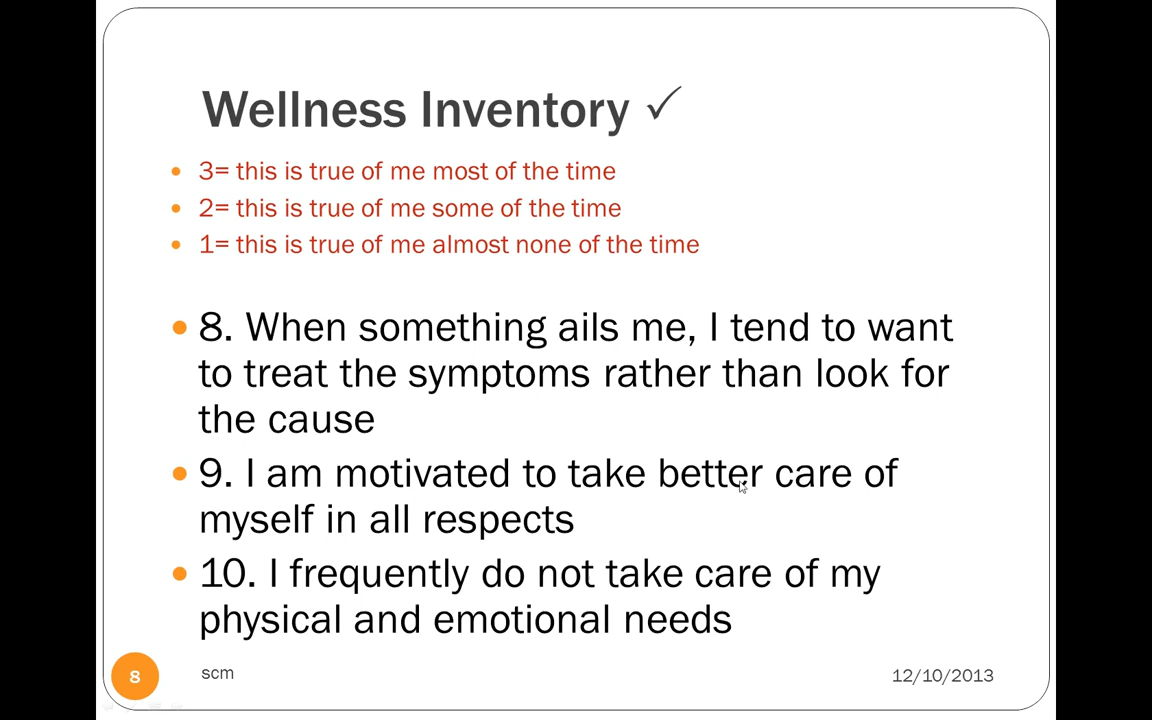 Wellness Inventory ✓
• 3= this is true of me most of the time
• 2= this is true of me some of the time
• 1= this is true of me almost none of the time
• 8. When something ails me, I tend to want
to treat the symptoms rather than look for
the cause
• 9. I am motivated to take better care of
myself in all respects
• 10. I frequently do not take care of my
physical and emotional needs
8 scm 12/10/2013